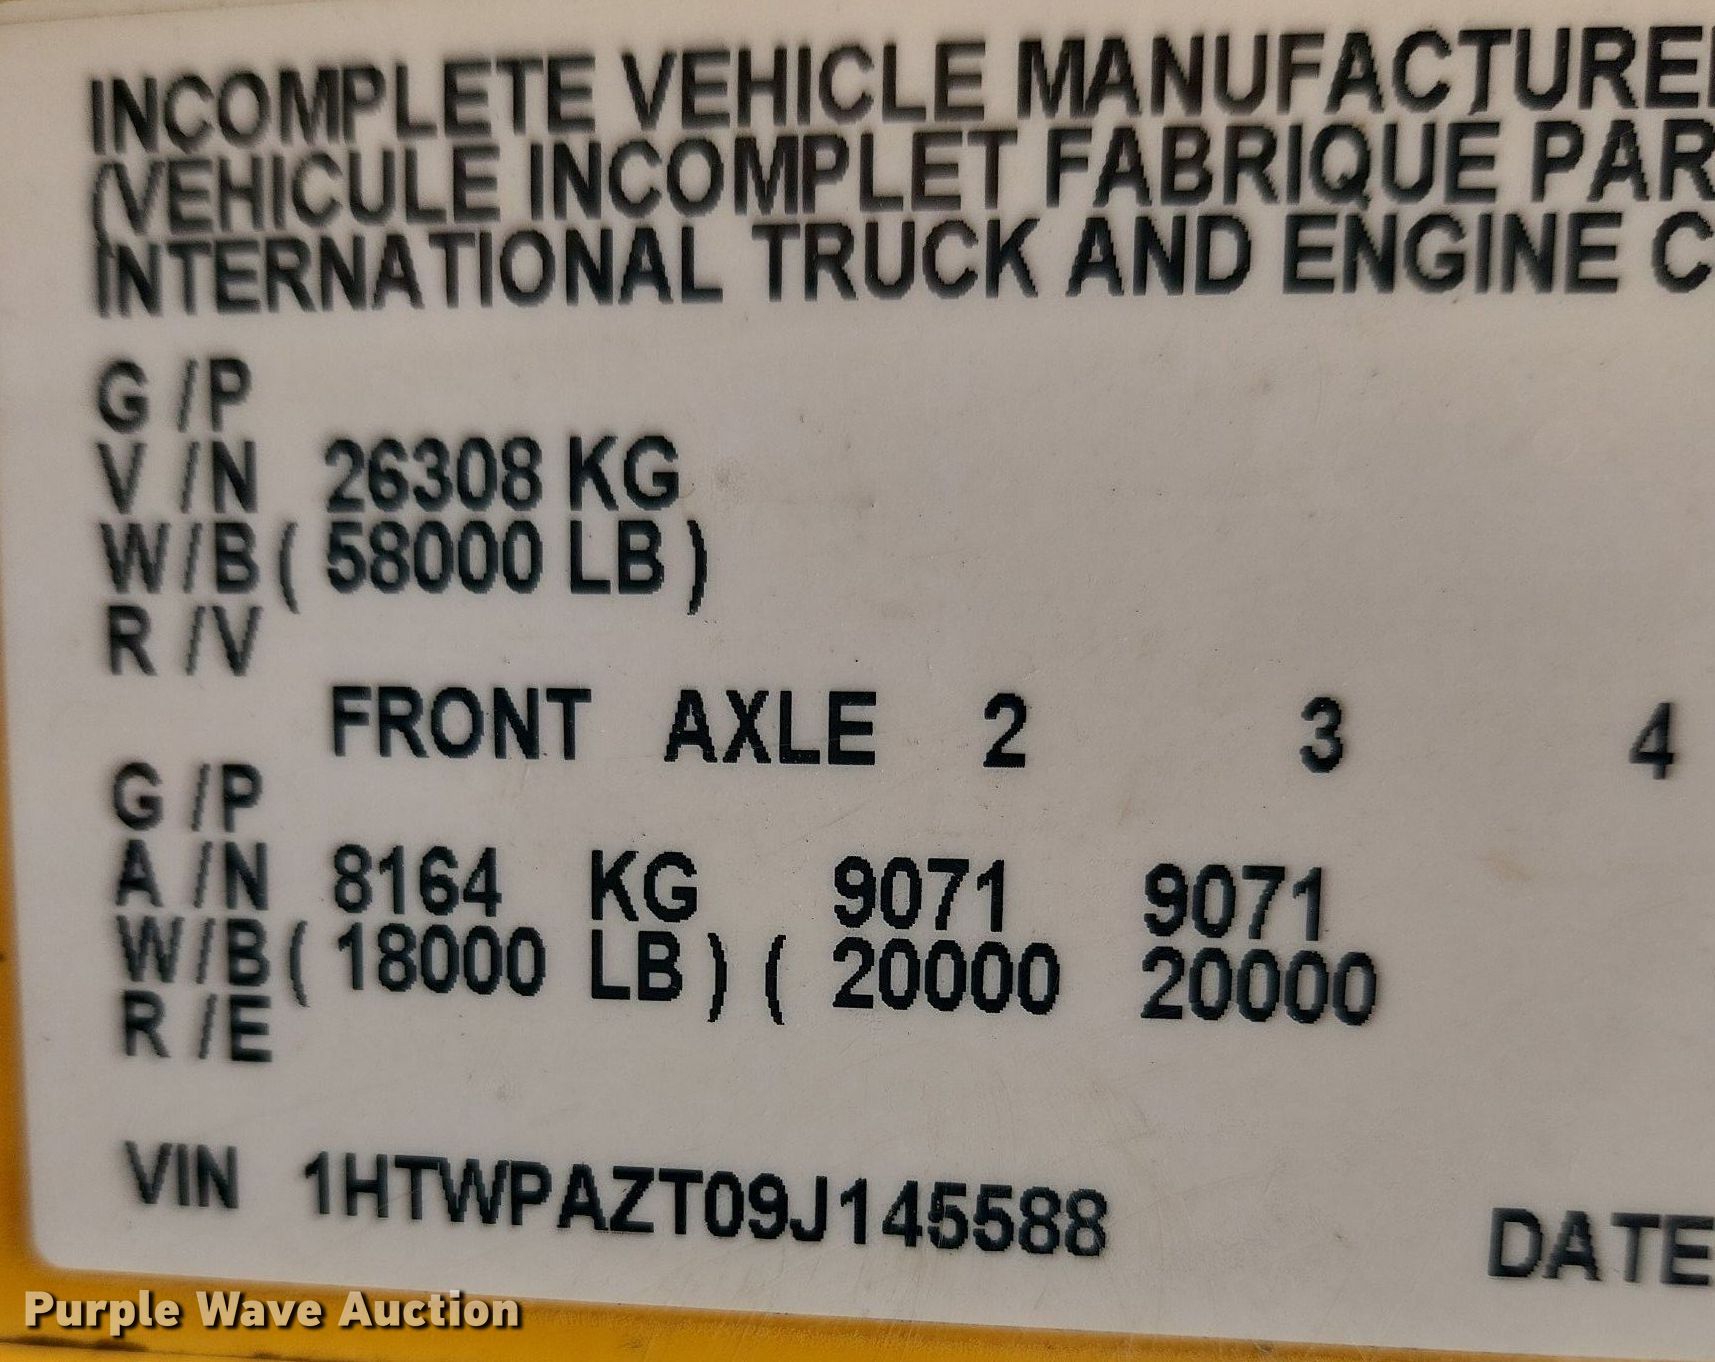 INCOMPLETE VEHICLE MANUFACTURE
(VEHICULE INCOMPLET FABRIQUE PAR
INTERNATIONAL TRUCK AND ENGINE C
G /P
V /N 26308 KG
W/B ( 58000 LB )
R /V
FRONT AXLE 2 3 4
G /P
A /N 8164 KG 9071 9071
W/B ( 18000 LB ) ( 20000 20000
R /E
VIN 1HTWPAZT09J145588 DATE
Purple Wave Auction